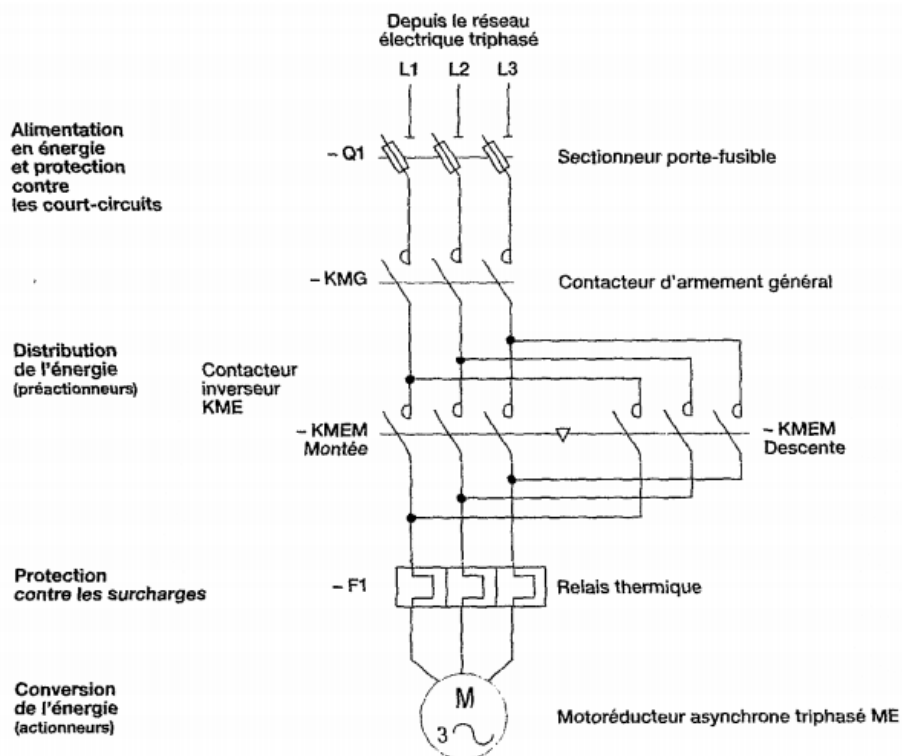 Depuis le réseau
électrique triphasé
L1 L2 L3
Alimentation
en énergie
et protection
contre
les court-circuits
– Q1
Sectionneur porte-fusible
– KMG
Contacteur d'armement général
Distribution
de l'énergie
(préactionneurs)
Contacteur
inverseur
KME
– KMEM
Montée
– KMEM
Descente
Protection
contre les surcharges
– F1
Relais thermique
Conversion
de l'énergie
(actionneurs)
M
3
Motoréducteur asynchrone triphasé ME